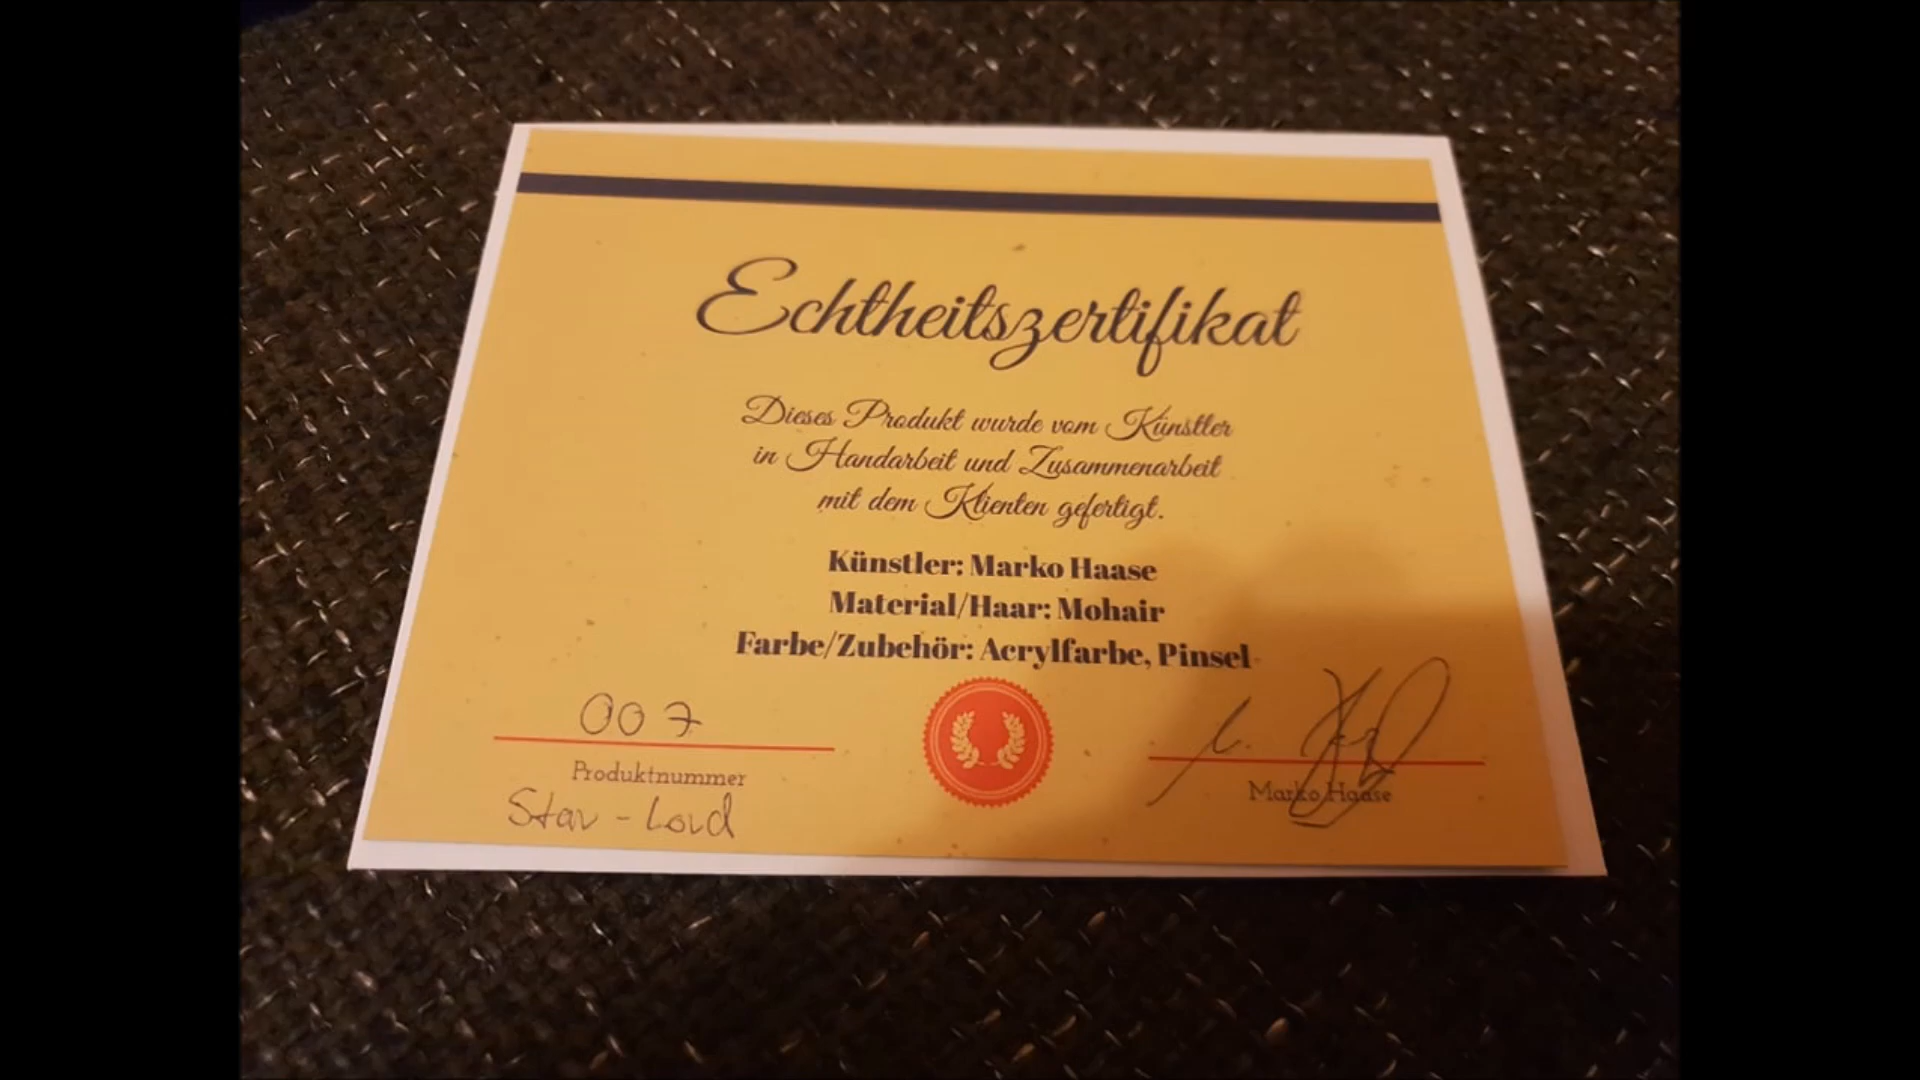 Echtheitszertifikat
Dieses Produkt wurde vom Künstler
in Handarbeit und Zusammenarbeit
mit dem Klienten gefertigt.
Künstler: Marko Haase
Material/Haar: Mohair
Farbe/Zubehör: Acrylfarbe, Pinsel
007
Produktnummer
Star-Lord
Marko Haase